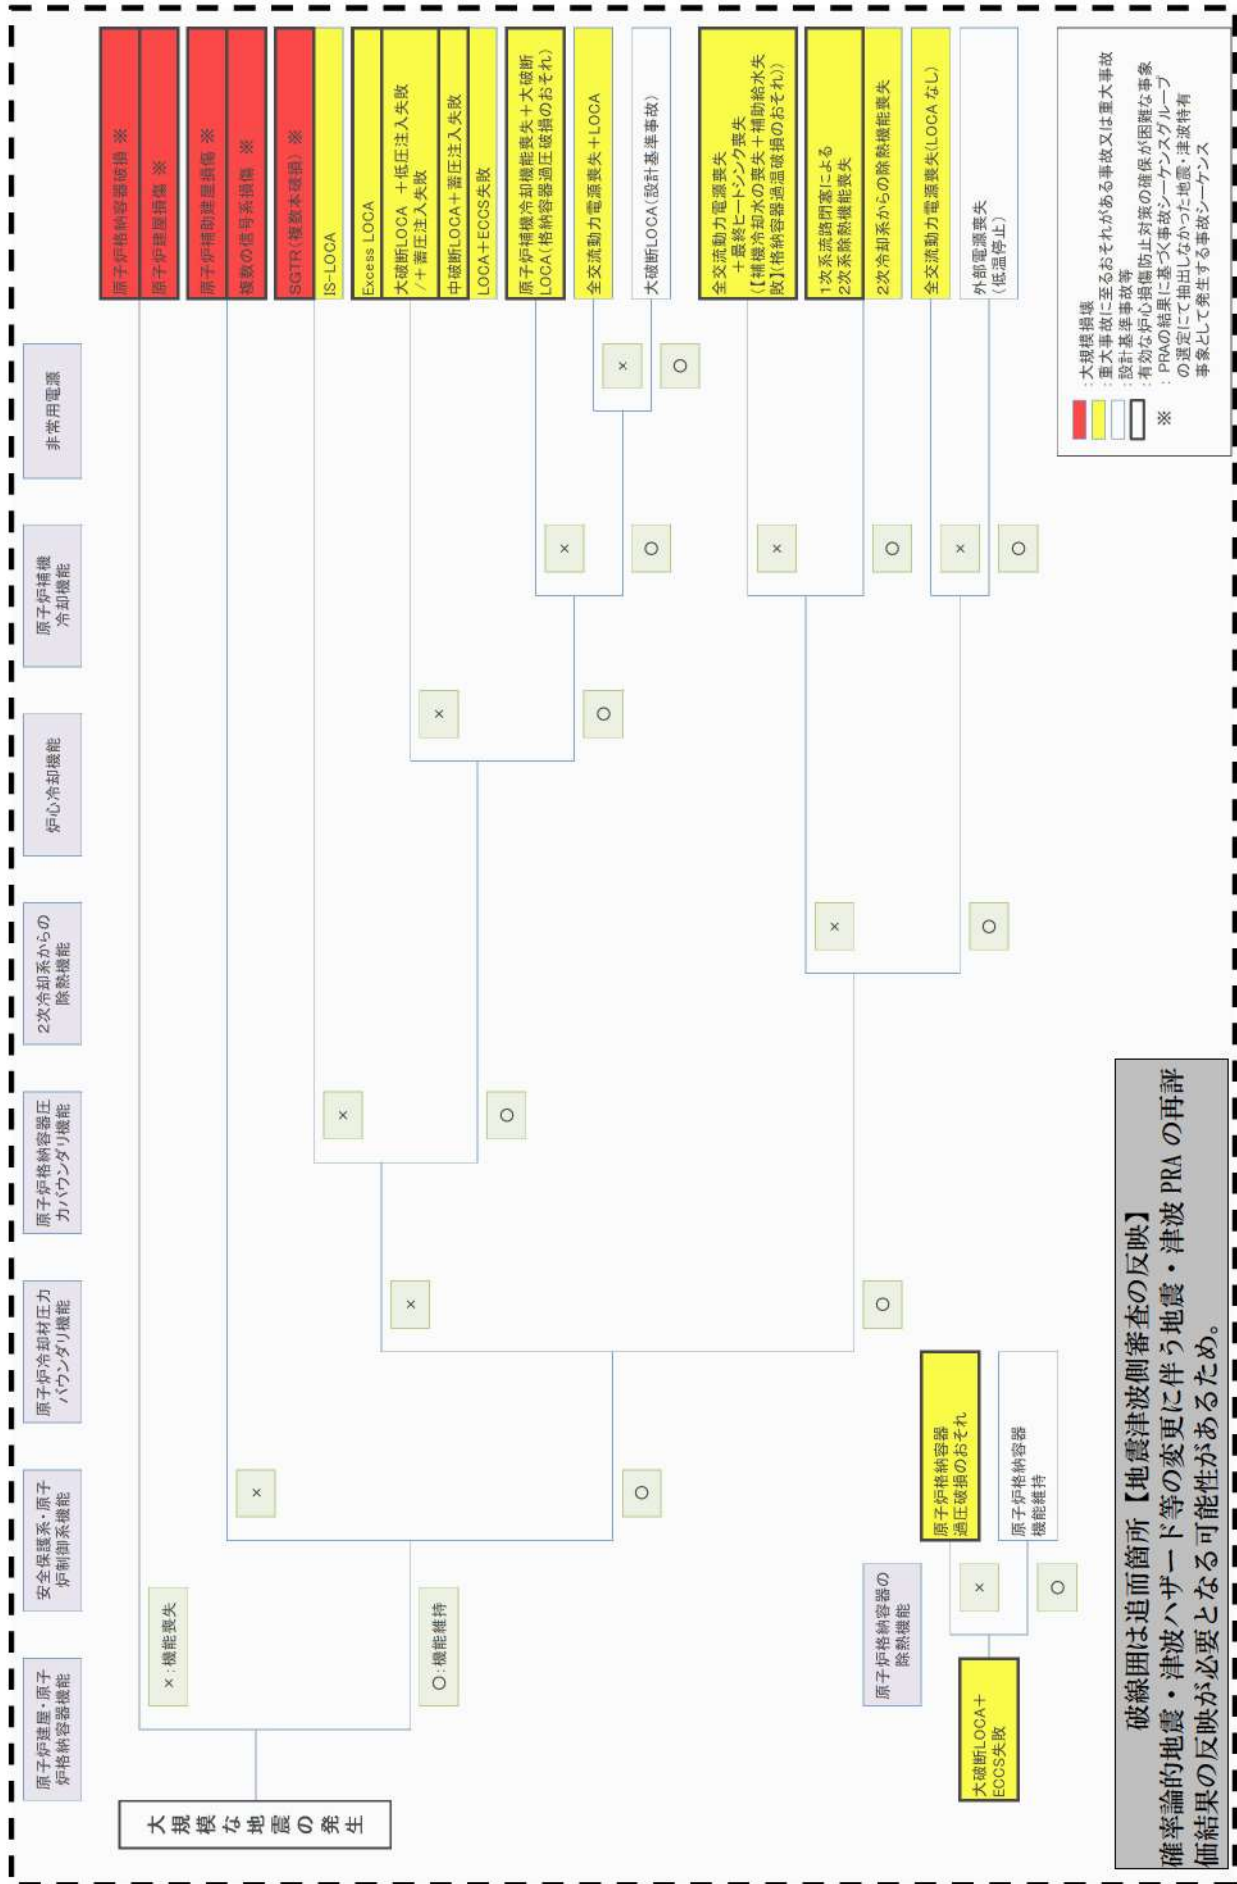 原子炉建屋・原子
炉格納容器機能
安全保護系・原子
炉制御系機能
原子炉冷却材圧力
バウンダリ機能
原子炉格納容器圧
力バウンダリ機能
2次冷却系からの
除熱機能
炉心冷却機能
原子炉補機
冷却機能
非常用電源
大規模な地震の発生
×:機能喪失
○:機能維持
×
○
×
○
×
○
×
○
×
○
×
○
×
○
×
○
×
○
×
○
原子炉格納容器破損 ※
原子炉建屋損傷 ※
原子炉補助建屋損傷 ※
複数の信号系損傷 ※
SGTR(複数本破損) ※
IS-LOCA
Excess LOCA
大破断LOCA +低圧注入失敗
/+蓄圧注入失敗
中破断LOCA+蓄圧注入失敗
LOCA+ECCS失敗
原子炉補機冷却機能喪失+大破断
LOCA(格納容器過圧破損のおそれ)
全交流動力電源喪失+LOCA
大破断LOCA(設計基準事故)
全交流動力電源喪失
+最終ヒートシンク喪失
(【補機冷却水の喪失+補助給水失
敗】(格納容器過温破損のおそれ))
1次系流路閉塞による
2次系除熱機能喪失
2次冷却系からの除熱機能喪失
全交流動力電源喪失(LOCA なし)
外部電源喪失
(低温停止)
原子炉格納容器の
除熱機能
大破断LOCA+
ECCS失敗
原子炉格納容器
過圧破損のおそれ
原子炉格納容器
機能維持
:大規模損壊
:重大事故に至るおそれがある事故又は重大事故
:設計基準事故等
:有効な炉心損傷防止対策の確保が困難な事象
※ :PRAの結果に基づく事故シーケンスグループ
の選定にて抽出しなかった地震・津波特有
事象として発生する事故シーケンス
破線囲は追而箇所【地震津波側審査の反映】
確率論的地震・津波ハザード等の変更に伴う地震・津波 PRA の再評
価結果の反映が必要となる可能性があるため。